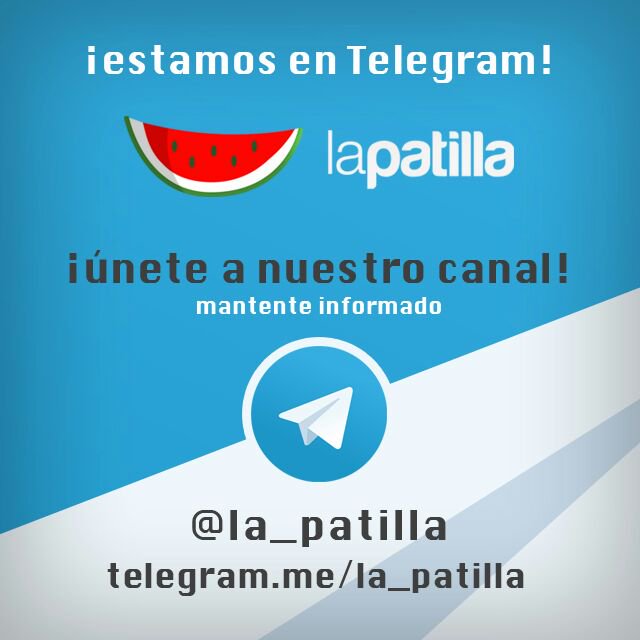 ¡estamos en Telegram!
lapatilla
¡únete a nuestro canal!
mantente informado
@la_patilla
telegram.me/la_patilla